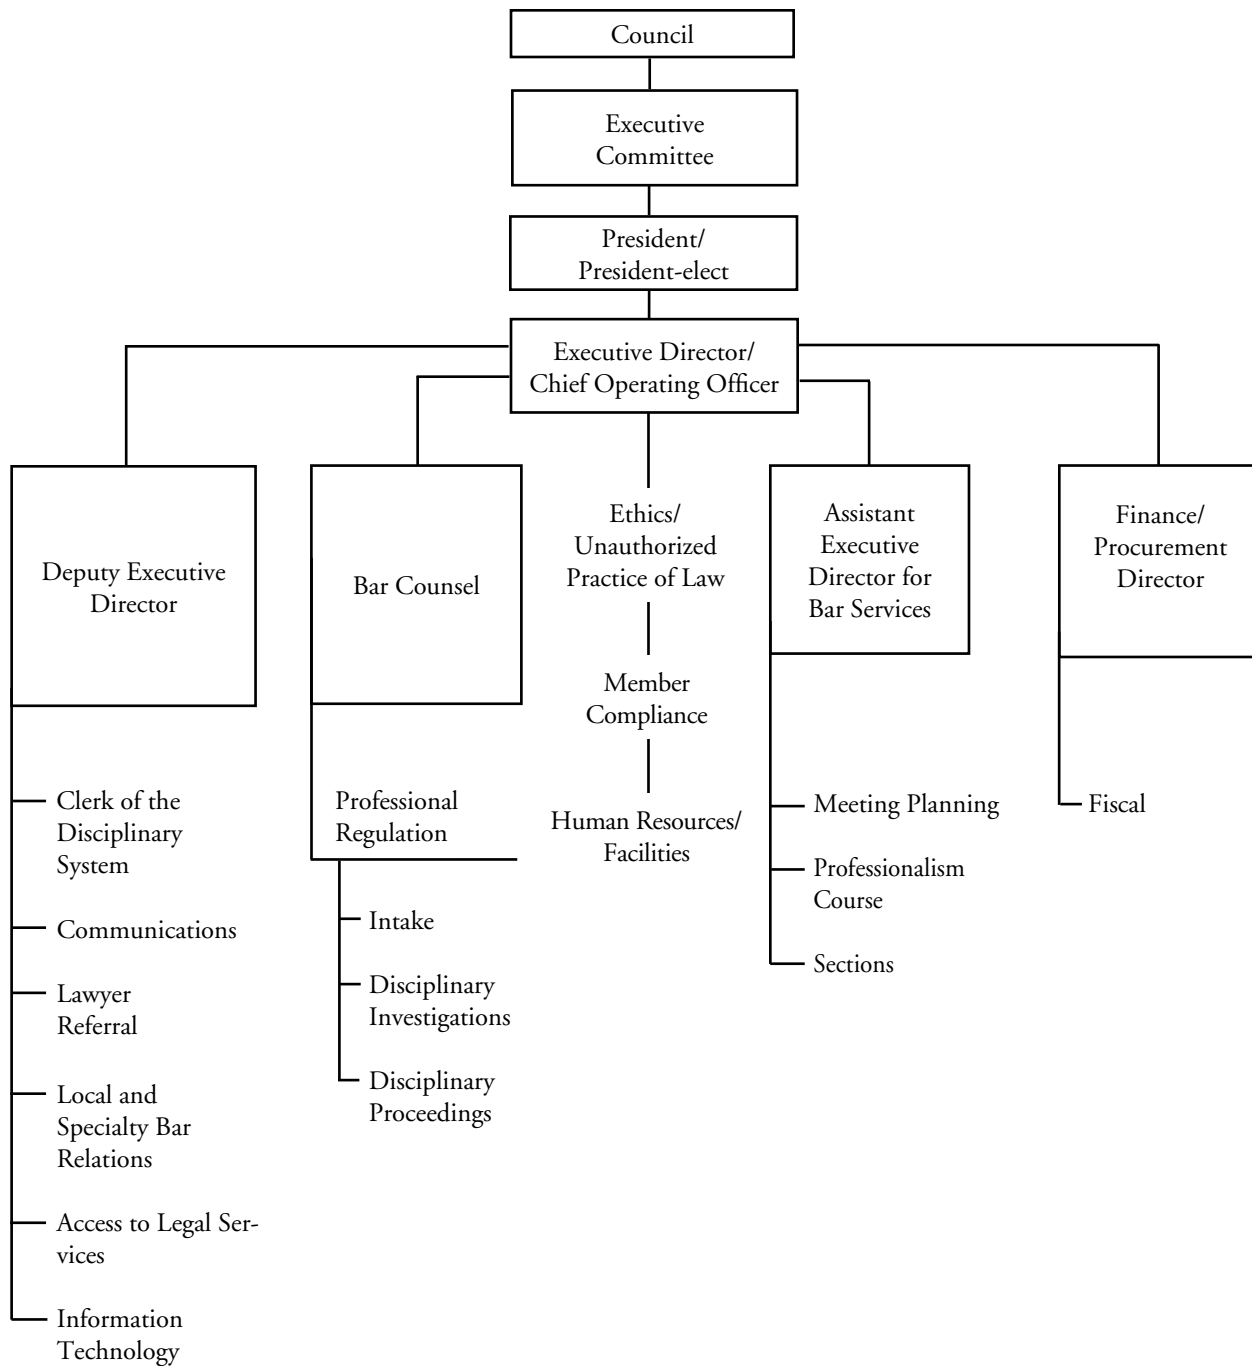 Council
Executive
Committee
President/
President-elect
Executive Director/
Chief Operating Officer
Deputy Executive
Director
Bar Counsel
Ethics/
Unauthorized
Practice of Law
Member
Compliance
Human Resources/
Facilities
Assistant
Executive
Director for
Bar Services
Finance/
Procurement
Director
Clerk of the
Disciplinary
System
Communications
Lawyer
Referral
Local and
Specialty Bar
Relations
Access to Legal Ser-
vices
Information
Technology
Professional
Regulation
Intake
Disciplinary
Investigations
Disciplinary
Proceedings
Meeting Planning
Professionalism
Course
Sections
Fiscal